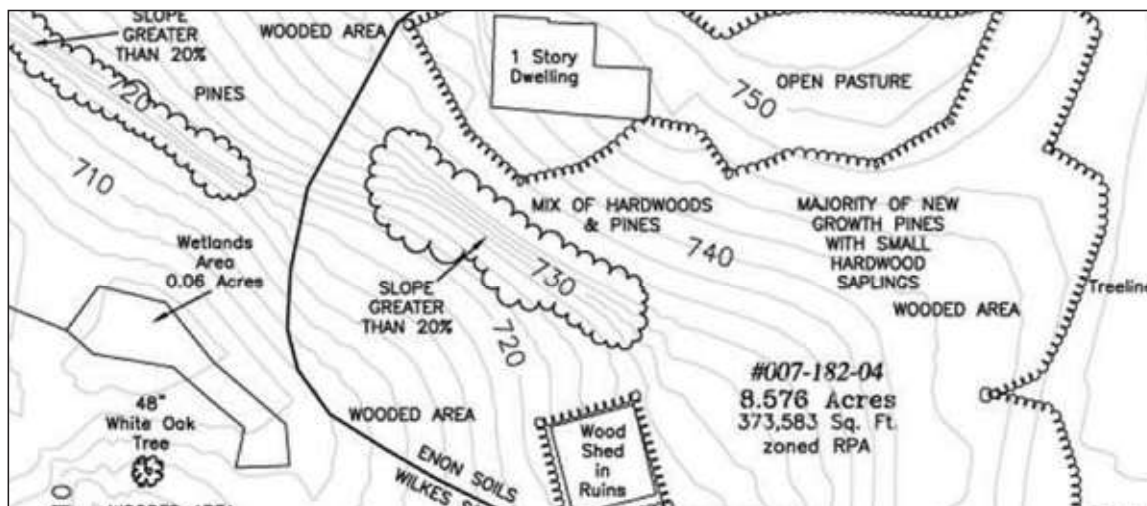 SLOPE
GREATER
THAN 20%
WOODED AREA
1 Story
Dwelling
OPEN PASTURE
750
720
PINES
710
MIX OF HARDWOODS
& PINES
MAJORITY OF NEW
GROWTH PINES
WITH SMALL
HARDWOOD
SAPLINGS
740
Wetlands
Area
0.06 Acres
730
SLOPE
GREATER
THAN 20%
Treeline
WOODED AREA
720
#007-182-04
8.576 Acres
373,583 Sq. Ft.
zoned RPA
48"
White Oak
Tree
WOODED AREA
Wood
Shed
in
Ruins
ENON SOILS
WILKES
WOODED AREA